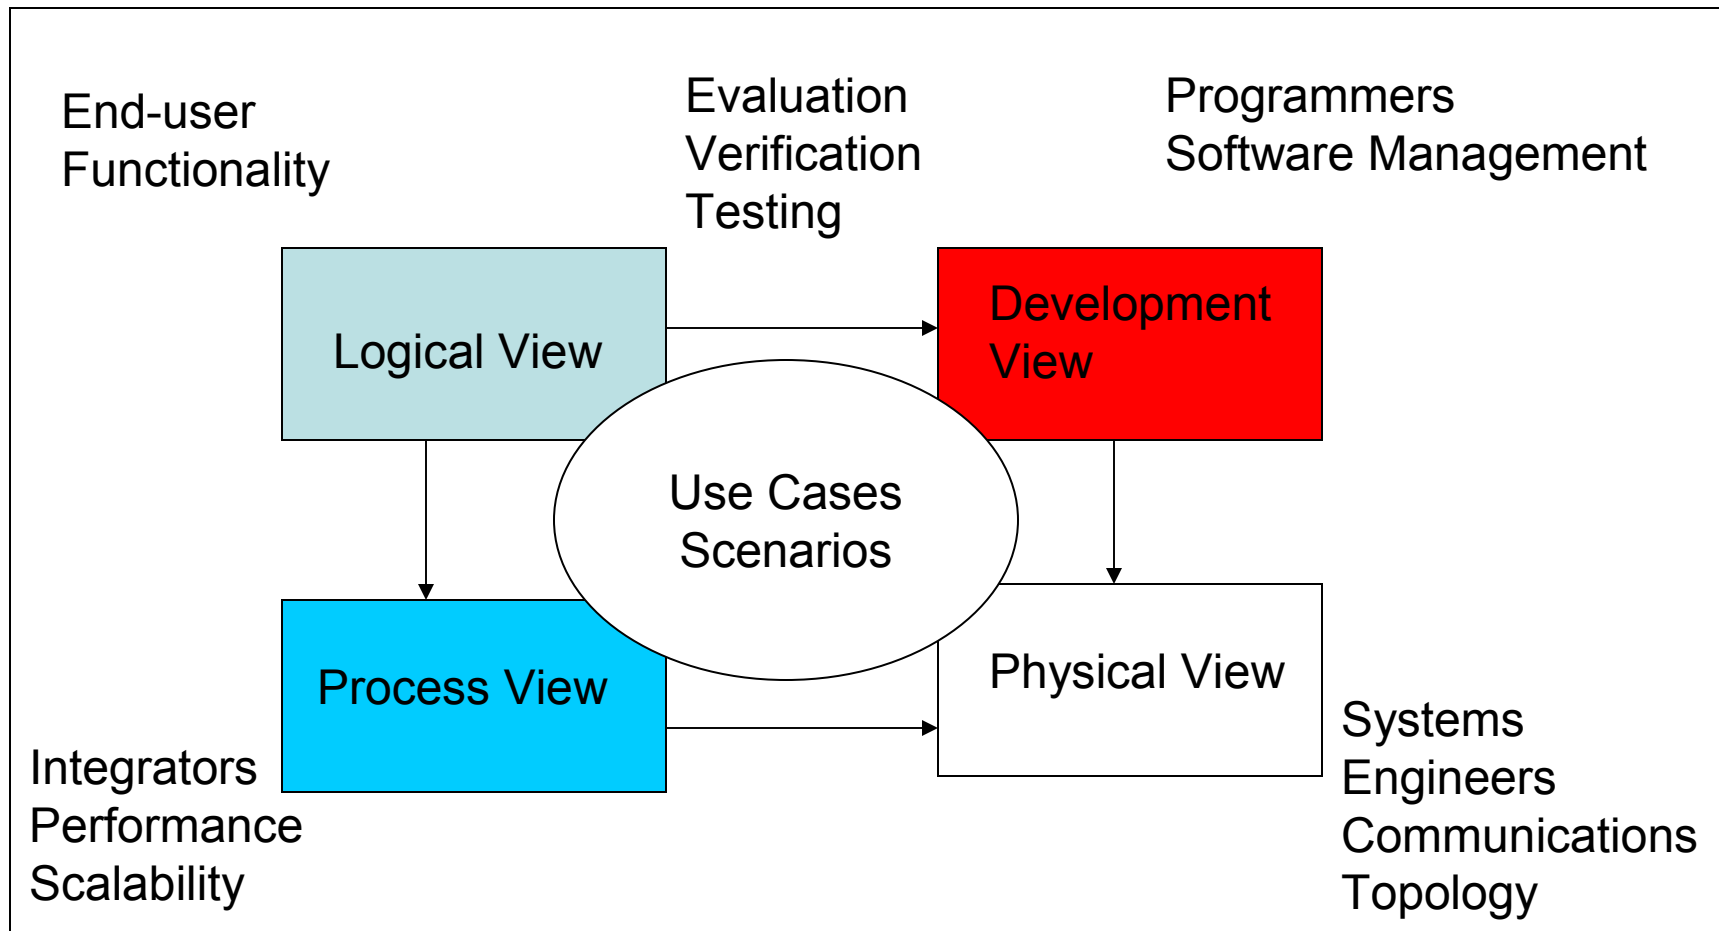 End-user
Functionality
Evaluation
Verification
Testing
Programmers
Software Management
Logical View
Development
View
Use Cases
Scenarios
Process View
Physical View
Integrators
Performance
Scalability
Systems
Engineers
Communications
Topology